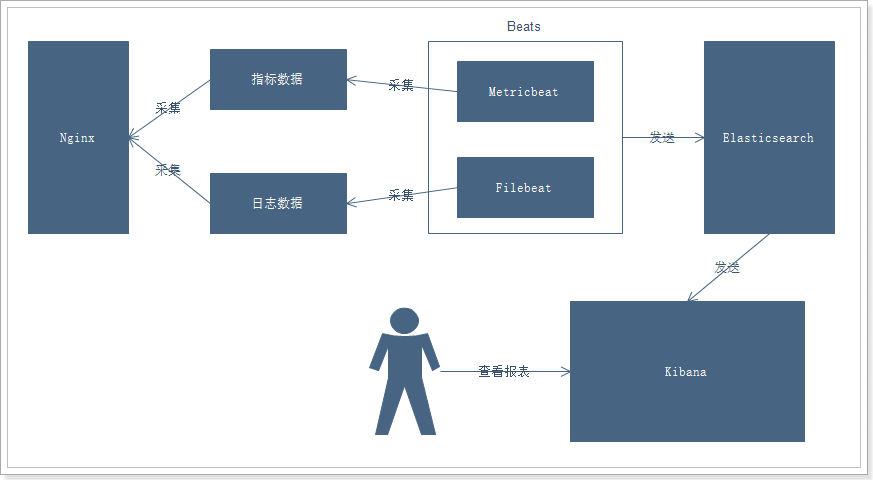 Beats
Nginx
采集
采集
指标数据
日志数据
采集
采集
Metricbeat
Filebeat
发送
Elasticsearch
发送
查看报表
Kibana